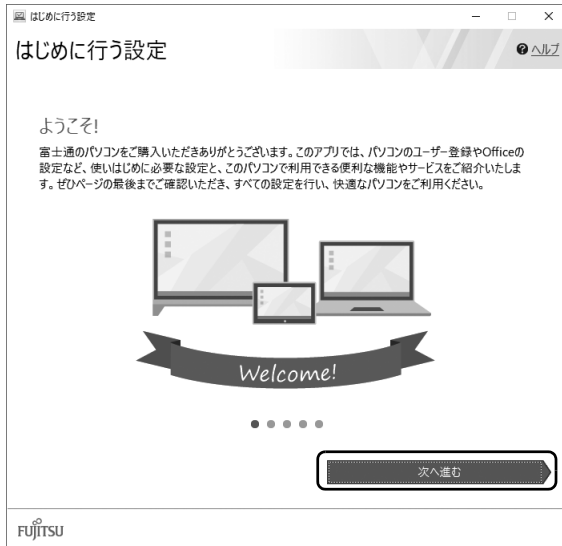 はじめに行う設定
はじめに行う設定
ヘルプ
ようこそ!
富士通のパソコンをご購入いただきありがとうございます。このアプリでは、パソコンのユーザー登録やOfficeの
設定など、使いはじめに必要な設定と、このパソコンで利用できる便利な機能やサービスをご紹介いたしま
す。ぜひページの最後までご確認いただき、すべての設定を行い、快適なパソコンをご利用ください。
Welcome!
次へ進む
FUJITSU